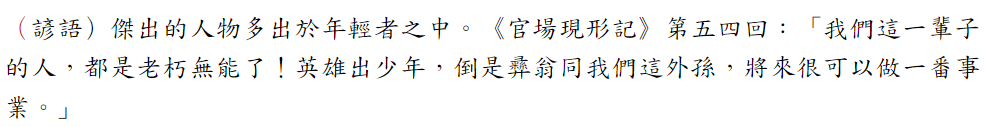 （諺語）傑出的人物多出於年輕者之中。《官場現形記》第五四回：「我們這一輩子
的人，都是老朽無能了！英雄出少年，倒是彝翁同我們這外孫，將來很可以做一番事
業。」